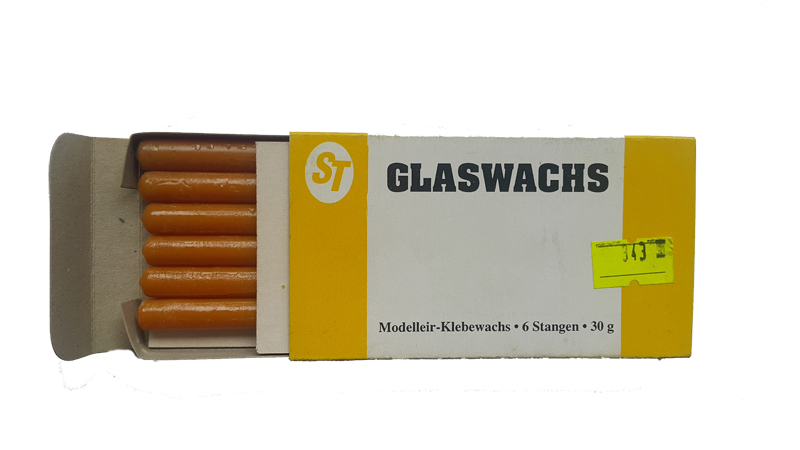 ST
GLASWACHS
343
Modelleir-Klebewachs • 6 Stangen • 30 g